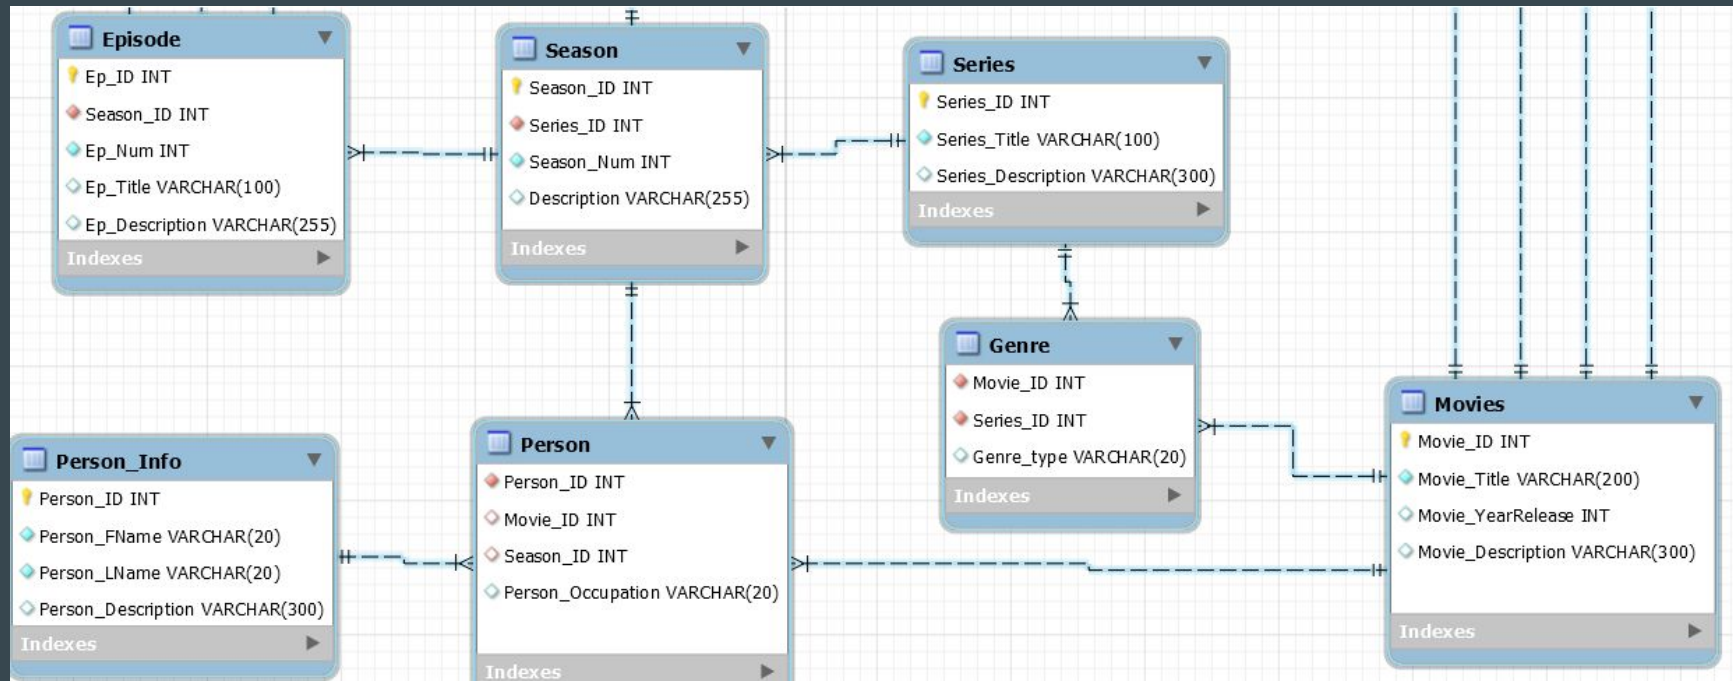 Episode
Ep_ID INT
Season_ID INT
Ep_Num INT
Ep_Title VARCHAR(100)
Ep_Description VARCHAR(255)
Indexes
Season
Season_ID INT
Series_ID INT
Season_Num INT
Description VARCHAR(255)
Indexes
Series
Series_ID INT
Series_Title VARCHAR(100)
Series_Description VARCHAR(300)
Indexes
Genre
Movie_ID INT
Series_ID INT
Genre_type VARCHAR(20)
Indexes
Movies
Movie_ID INT
Movie_Title VARCHAR(200)
Movie_YearRelease INT
Movie_Description VARCHAR(300)
Indexes
Person_Info
Person_ID INT
Person_FName VARCHAR(20)
Person_LName VARCHAR(20)
Person_Description VARCHAR(300)
Indexes
Person
Person_ID INT
Movie_ID INT
Season_ID INT
Person_Occupation VARCHAR(20)
Indexes